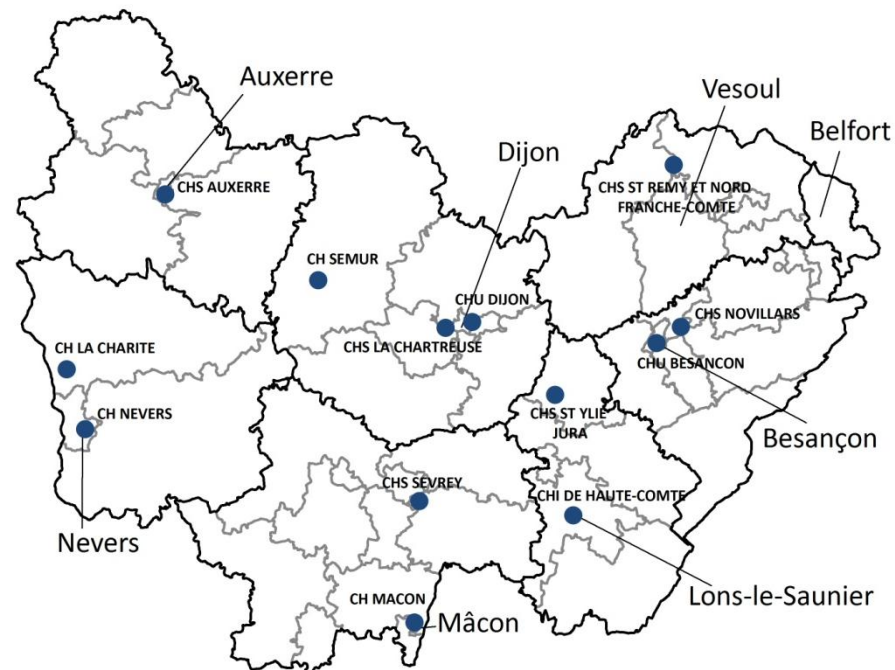 Auxerre
Vesoul
Belfort
Dijon
CHS AUXERRE
CHS ST REMY ET NORD
FRANCHE-COMTE
CH SEMUR
CHU DIJON
CHS NOVILLARS
CHS LA CHARTREUSE
CH LA CHARITE
CHU BESANCON
CH NEVERS
CHS ST YLIE
JURA
Besançon
CHS SEVREY
CHI DE HAUTE-COMTE
Nevers
Lons-le-Saunier
CH MACON
Mâcon